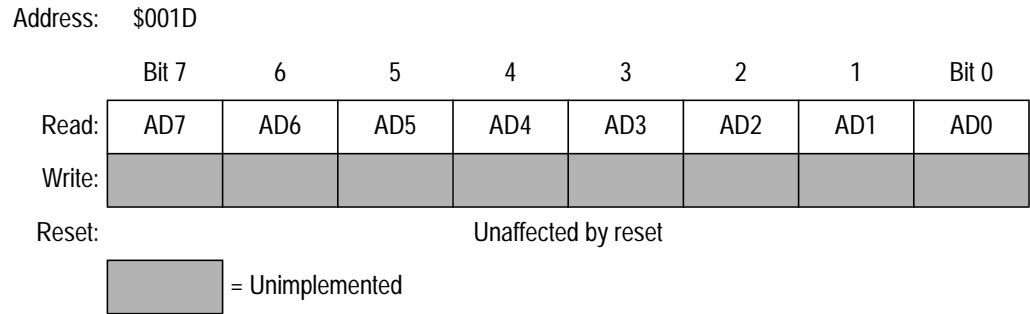 Address: $001D
Bit 7 6 5 4 3 2 1 Bit 0
Read: AD7 AD6 AD5 AD4 AD3 AD2 AD1 AD0
Write:
Reset: Unaffected by reset
= Unimplemented